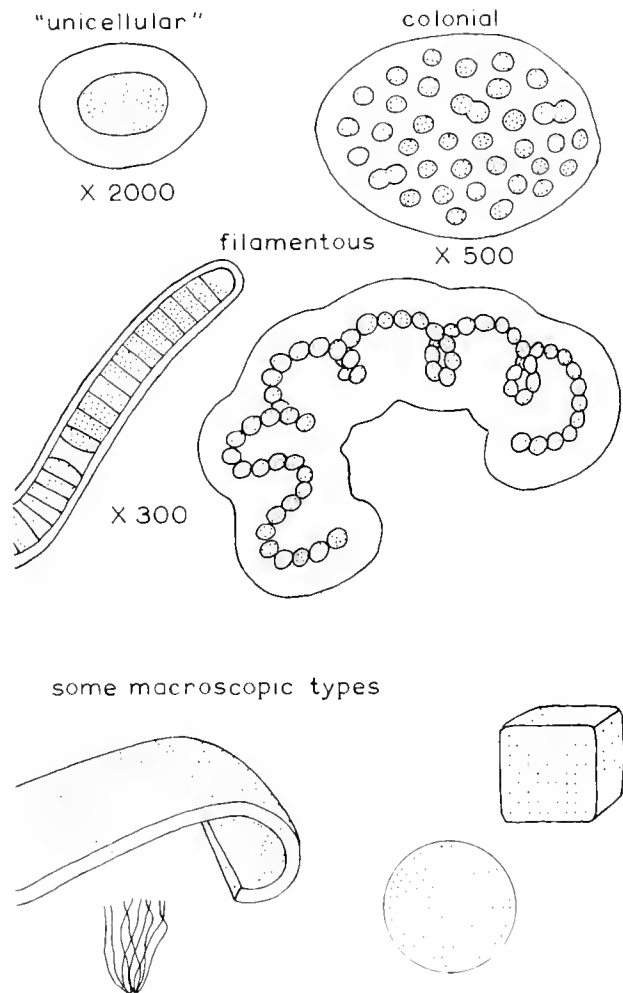 "unicellular"
colonial
X 2000
filamentous
X 500
X 300
some macroscopic types